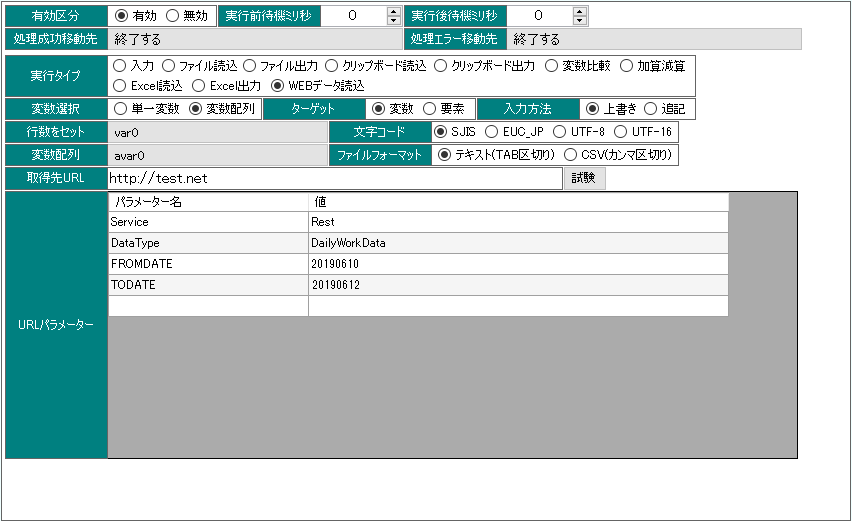 有効区分 有効 無効 実行前待機ミリ秒 0 実行後待機ミリ秒 0
処理成功移動先 終了する 処理エラー移動先 終了する
実行タイプ 入力 ファイル読込 ファイル出力 クリップボード読込 クリップボード出力 変数比較 加算減算
Excel読込 Excel出力 WEBデータ読込
変数選択 単一変数 変数配列 ターゲット 変数 要素 入力方法 上書き 追記
行数をセット var0 文字コード SJIS EUC_JP UTF-8 UTF-16
変数配列 avar0 ファイルフォーマット テキスト(TAB区切り) CSV(カンマ区切り)
取得先URL http://test.net 試験
URLパラメーター
パラメーター名 値
Service Rest
DataType DailyWorkData
FROMDATE 20190610
TODATE 20190612